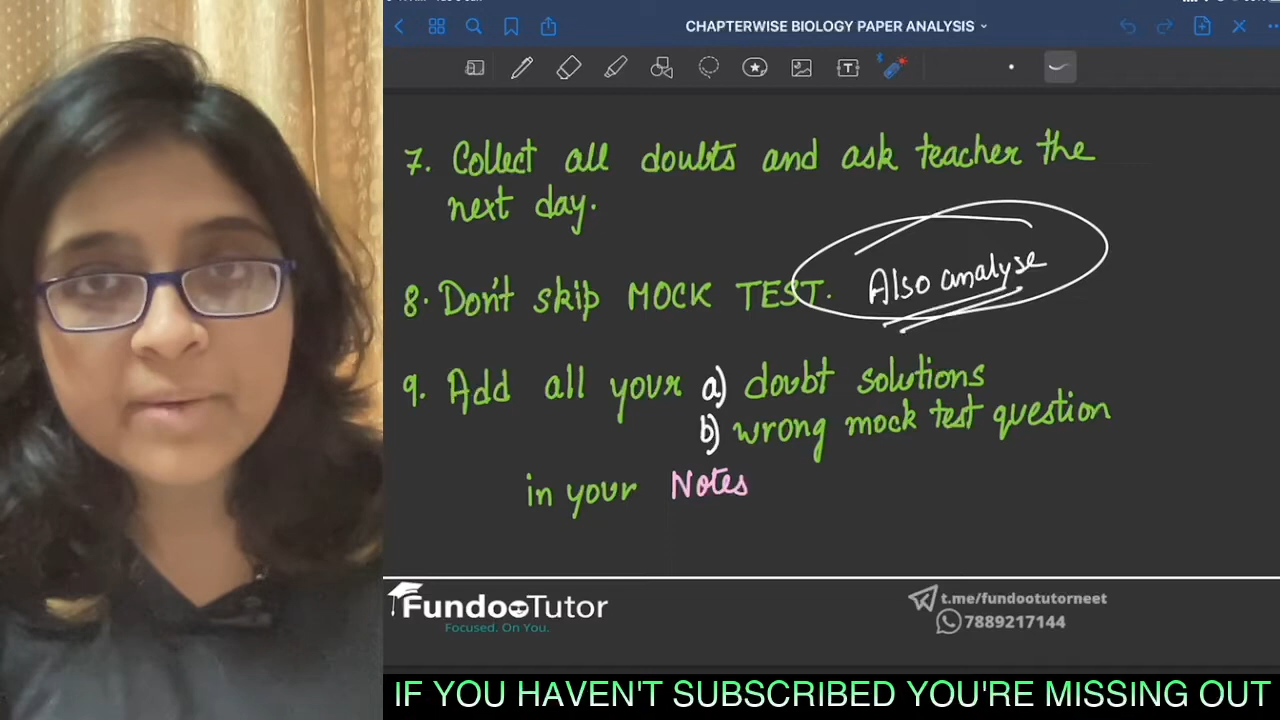 CHAPTERWISE BIOLOGY PAPER ANALYSIS
7. Collect all doubts and ask teacher the
next day.
8. Don't skip MOCK TEST. Also analyse
9. Add all your a) doubt solutions
b) wrong mock test question
in your Notes
FundooTutor
Focused. On You.
t.me/fundootutorneet
7889217144
IF YOU HAVEN'T SUBSCRIBED YOU'RE MISSING OUT